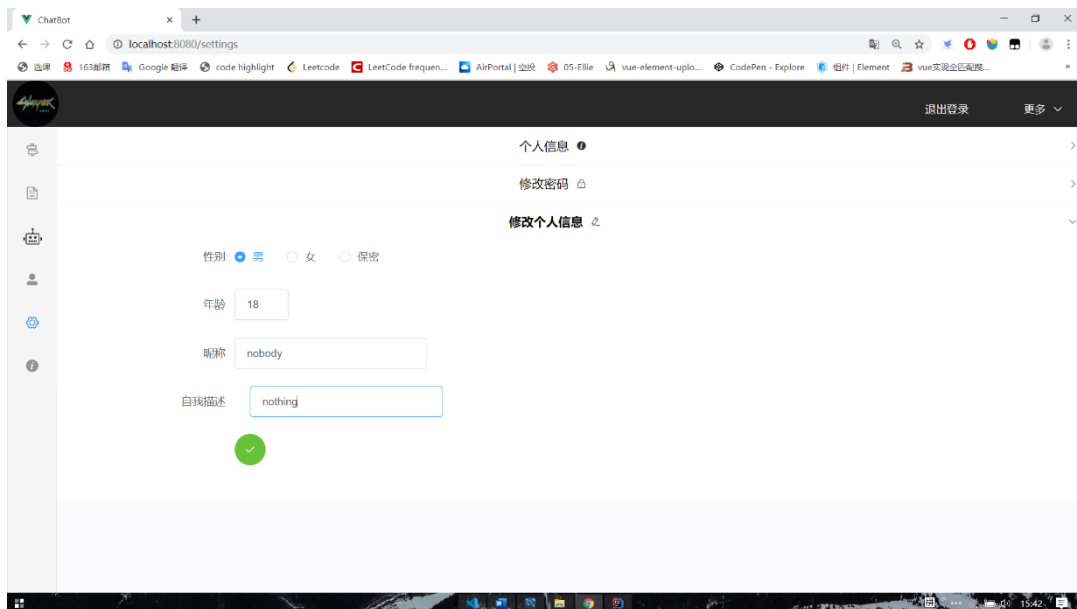 ChatBot
localhost:8080/settings
选课 163邮箱 Google 翻译 code highlight Leetcode LeetCode frequen... AirPortal | 空投 05-Ellie vue-element-uplo... CodePen - Explore 组件 | Element vue实现全匹配搜...
退出登录 更多
个人信息
修改密码
修改个人信息
性别 男 女 保密
年龄 18
昵称 nobody
自我描述 nothing
15:42